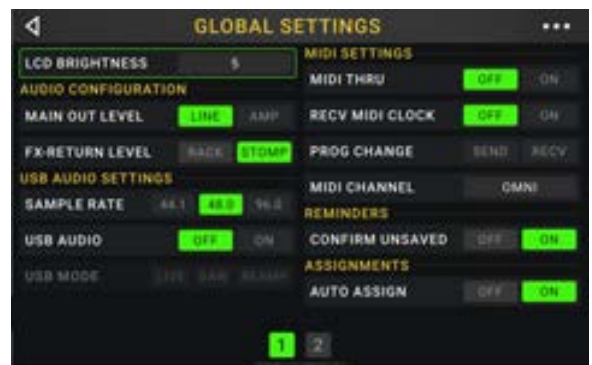 GLOBAL SETTINGS
LCD BRIGHTNESS 5
AUDIO CONFIGURATION
MAIN OUT LEVEL LINE AMP
FX-RETURN LEVEL RACK STOMP
USB AUDIO SETTINGS
SAMPLE RATE 44.1 48.0 96.0
USB AUDIO OFF ON
USB MODE LIVE DAW REAMP
MIDI SETTINGS
MIDI THRU OFF ON
RECV MIDI CLOCK OFF ON
PROG CHANGE SEND RECV
MIDI CHANNEL OMNI
REMINDERS
CONFIRM UNSAVED OFF ON
ASSIGNMENTS
AUTO ASSIGN OFF ON
1 2